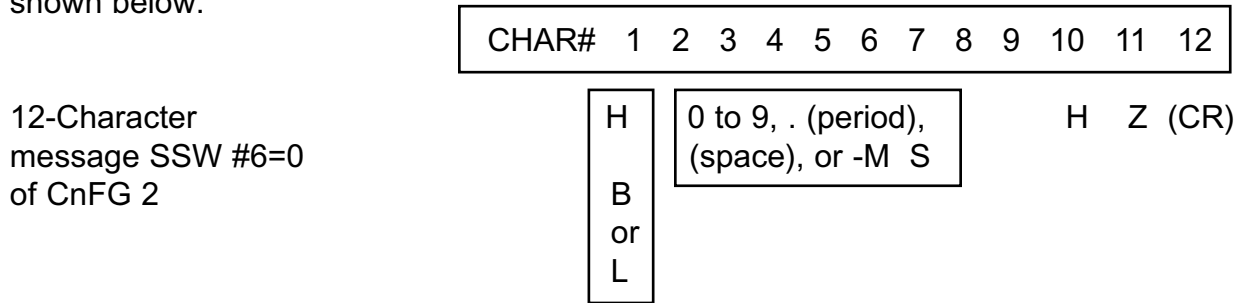 shown below.
CHAR# 1 2 3 4 5 6 7 8 9 10 11 12
12-Character H 0 to 9, . (period), H Z (CR)
message SSW #6=0 (space), or -M S
of CnFG 2 B
or
L